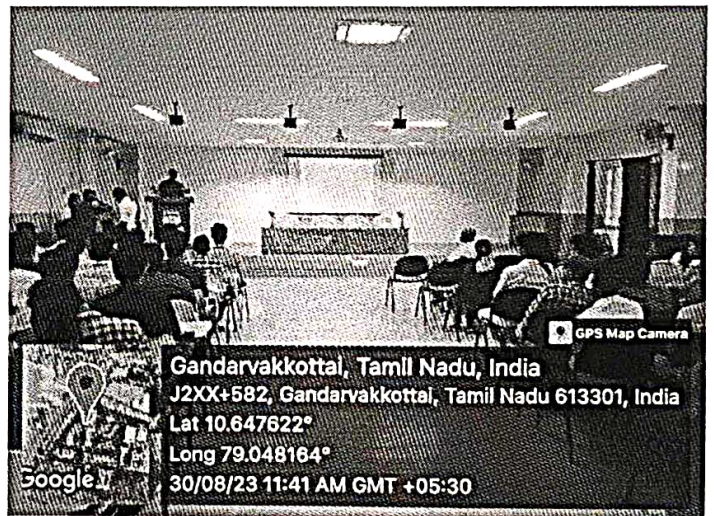 GPS Map Camera
Gandarvakkottai, Tamil Nadu, India
J2XX+582, Gandarvakkottai, Tamil Nadu 613301, India
Lat 10.647622°
Long 79.048164°
30/08/23 11:41 AM GMT +05:30
Google